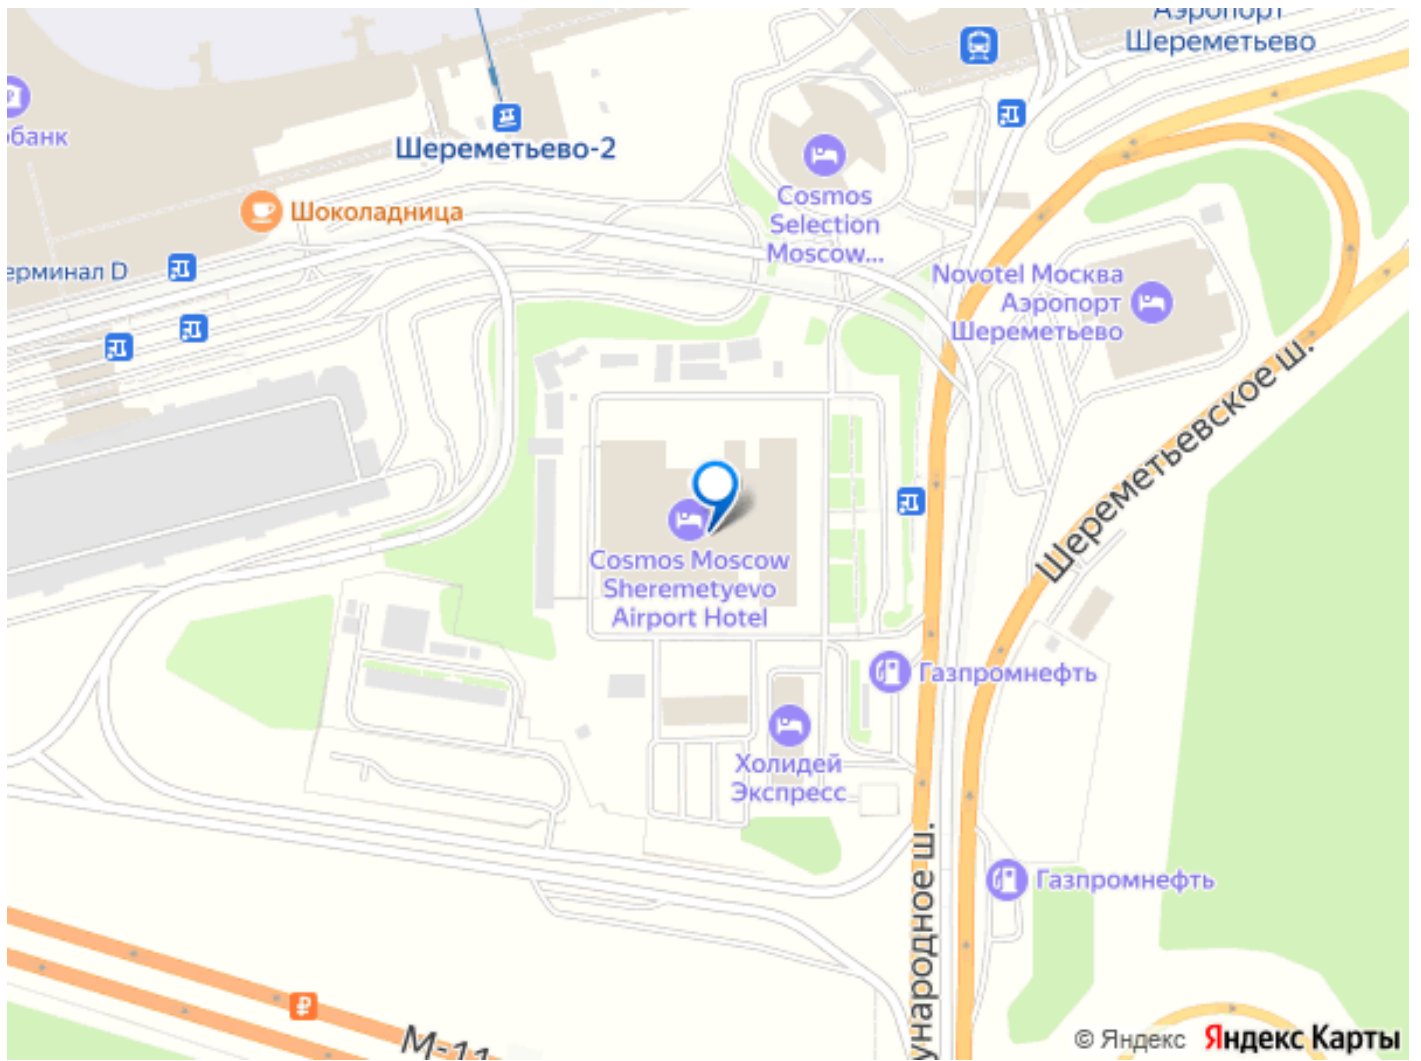 Аэропорт
Шереметьево
банк
Шереметьево-2
Шоколадница
Cosmos
Selection
Moscow...
ерминал D
Novotel Москва
Аэропорт
Шереметьево
Шереметьевское ш.
Cosmos Moscow
Sheremetyevo
Airport Hotel
Газпромнефть
Холидей
Экспресс
Газпромнефть
ународное ш.
₽
М-11
© Яндекс Яндекс Карты